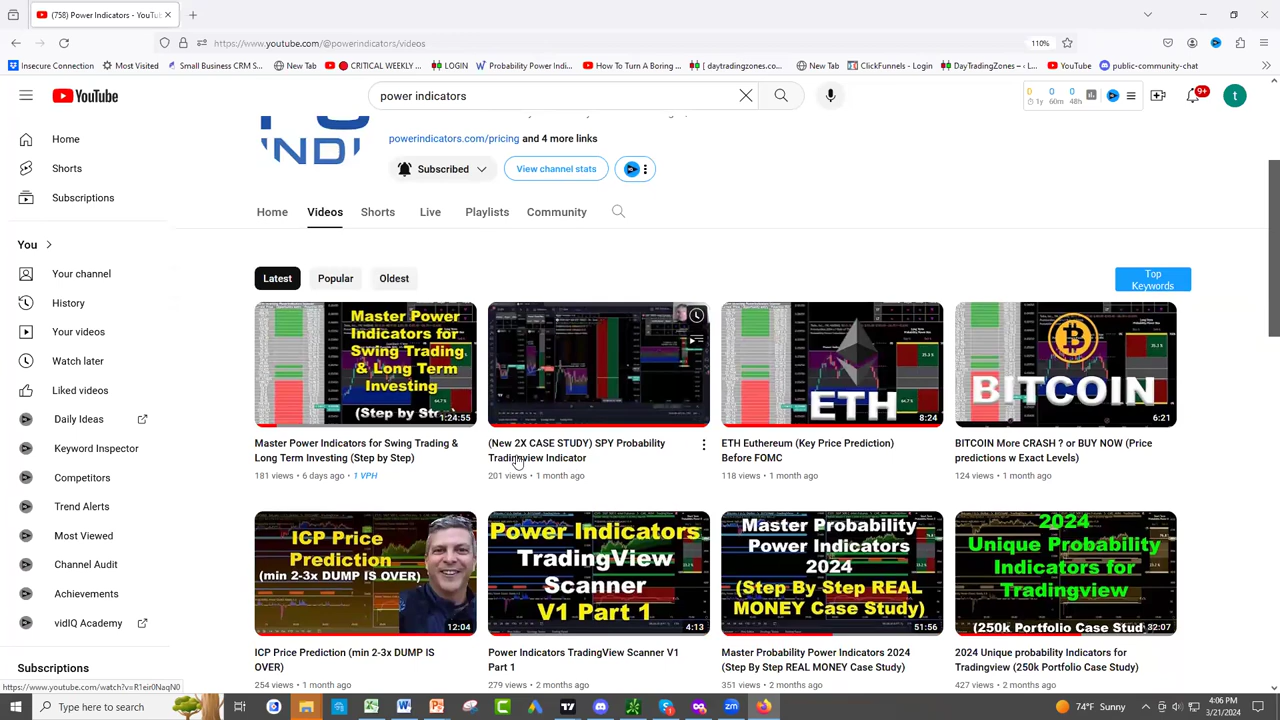 (758) Power Indicators - YouTu
https://www.youtube.com/@powerindicators/videos
110%
Insecure Connection
Most Visited
Small Business CRM S...
New Tab
CRITICAL WEEKLY ...
LOGIN
Probability Power Indi...
How To Turn A Boring ...
[ daytradingzones.co...
New Tab
ClickFunnels - Login
DayTradingZones – L...
YouTube
public-community-chat
YouTube
power indicators
0 0 0
1y 60m 48h
9+
t
Home
Shorts
Subscriptions
You
Your channel
History
Your videos
Watch later
Liked videos
Daily Ideas
Keyword Inspector
Competitors
Trend Alerts
Most Viewed
Channel Audit
Achievements
vidIQ Academy
Subscriptions
INDI
powerindicators.com/pricing and 4 more links
Subscribed
View channel stats
Home
Videos
Shorts
Live
Playlists
Community
Latest
Popular
Oldest
Top
Keywords
Master Power
Indicators for
Swing Trading
& Long Term
Investing
(Step by Str
1:24:55
Master Power Indicators for Swing Trading &
Long Term Investing (Step by Step)
181 views • 6 days ago • 1 VPH
(New 2X CASE STUDY) SPY Probability
Tradingview Indicator
201 views • 1 month ago
ETH
8:24
ETH Euthereum (Key Price Prediction)
Before FOMC
118 views • 1 month ago
BITCOIN
6:21
BITCOIN More CRASH ? or BUY NOW (Price
predictions w Exact Levels)
124 views • 1 month ago
ICP Price
Prediction
(min 2-3x DUMP IS OVER)
12:04
ICP Price Prediction (min 2-3x DUMP IS
OVER)
254 views • 1 month ago
Power Indicators
TradingView
Scanner
V1 Part 1
4:13
Power Indicators TradingView Scanner V1
Part 1
279 views • 2 months ago
Master Probability
Power Indicators
2024
(Step By Step REAL
MONEY Case Study)
51:56
Master Probability Power Indicators 2024
(Step By Step REAL MONEY Case Study)
351 views • 2 months ago
2024
Unique Probability
Indicators for
Tradingview
(250k Portfolio Case Stud
32:07
2024 Unique probability Indicators for
Tradingview (250k Portfolio Case Study)
427 views • 2 months ago
https://www.youtube.com/watch?v=R1eir0NaqN0
Type here to search
74°F Sunny
4:06 PM
3/21/2024